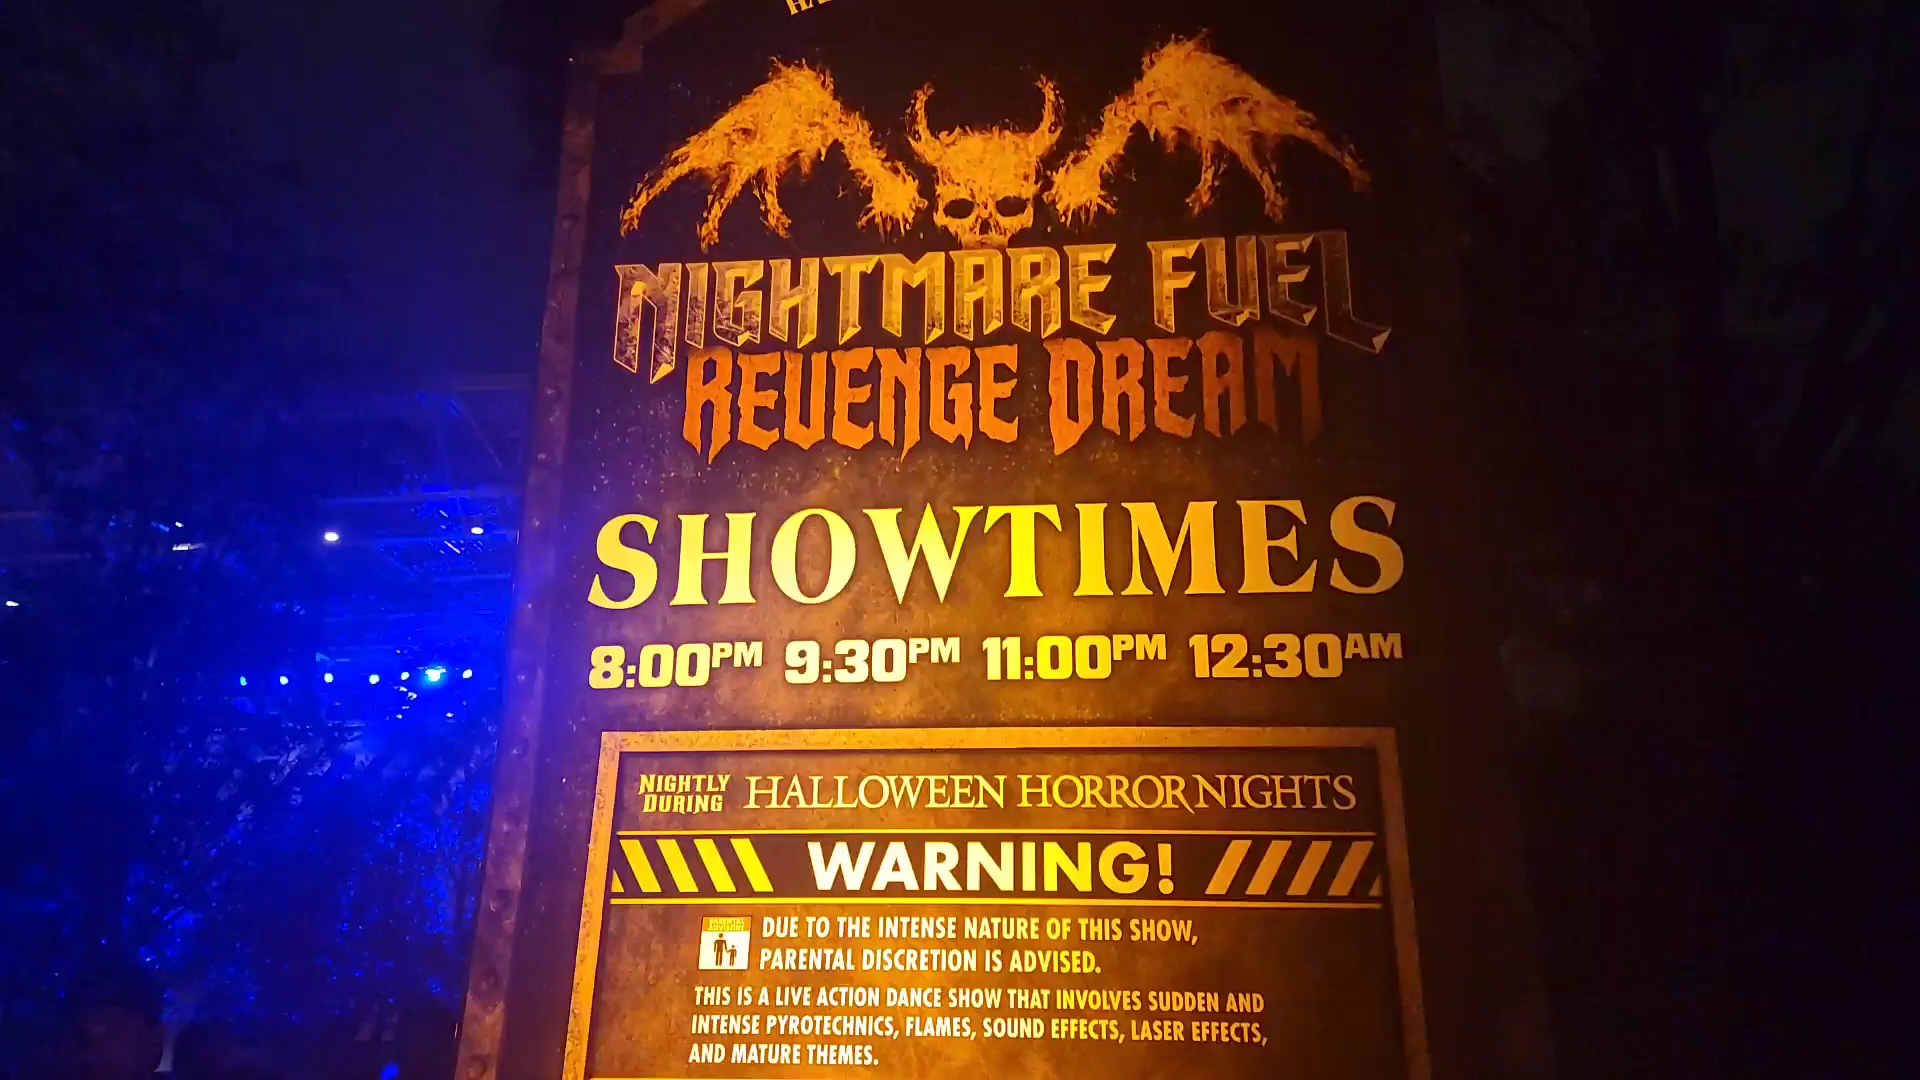 NIGHTMARE FUEL
REVENGE DREAM
SHOWTIMES
8:00PM 9:30PM 11:00PM 12:30AM
NIGHTLY
DURING
HALLOWEEN HORROR NIGHTS
WARNING!
PARENTAL
ADVISORY
DUE TO THE INTENSE NATURE OF THIS SHOW,
PARENTAL DISCRETION IS ADVISED.
THIS IS A LIVE ACTION DANCE SHOW THAT INVOLVES SUDDEN AND
INTENSE PYROTECHNICS, FLAMES, SOUND EFFECTS, LASER EFFECTS,
AND MATURE THEMES.